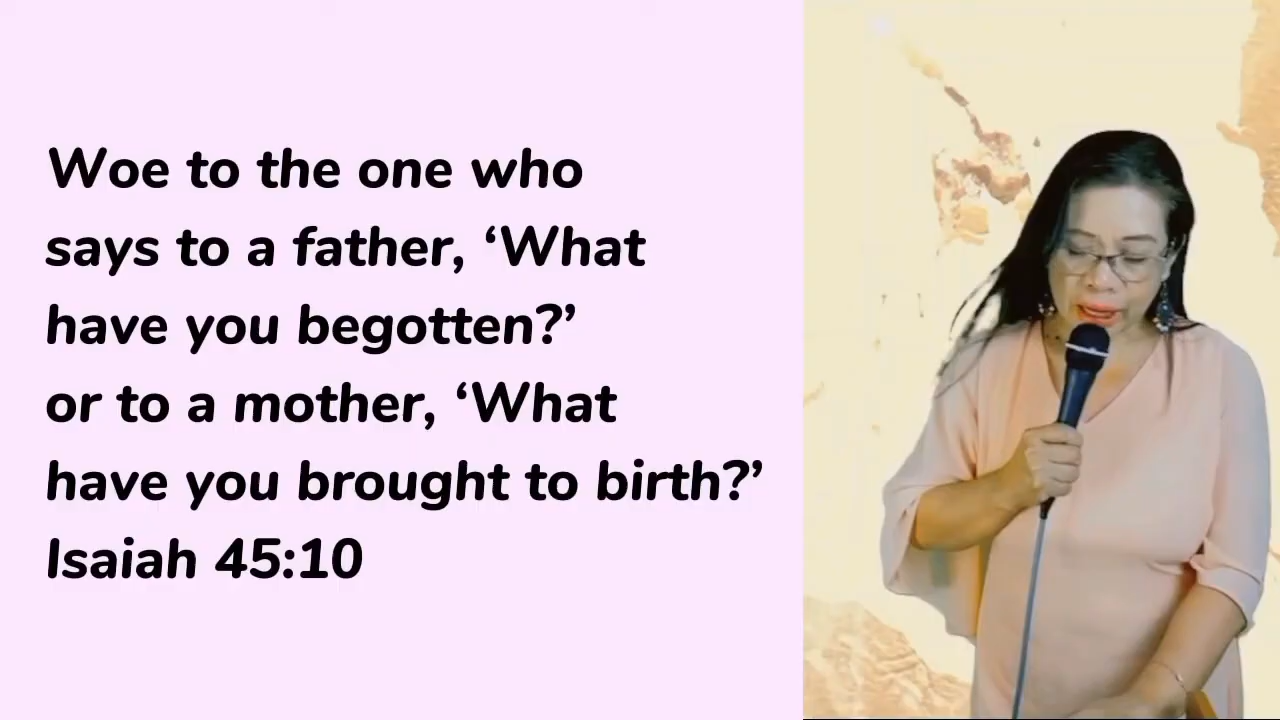 Woe to the one who
says to a father, ‘What
have you begotten?’
or to a mother, ‘What
have you brought to birth?’
Isaiah 45:10